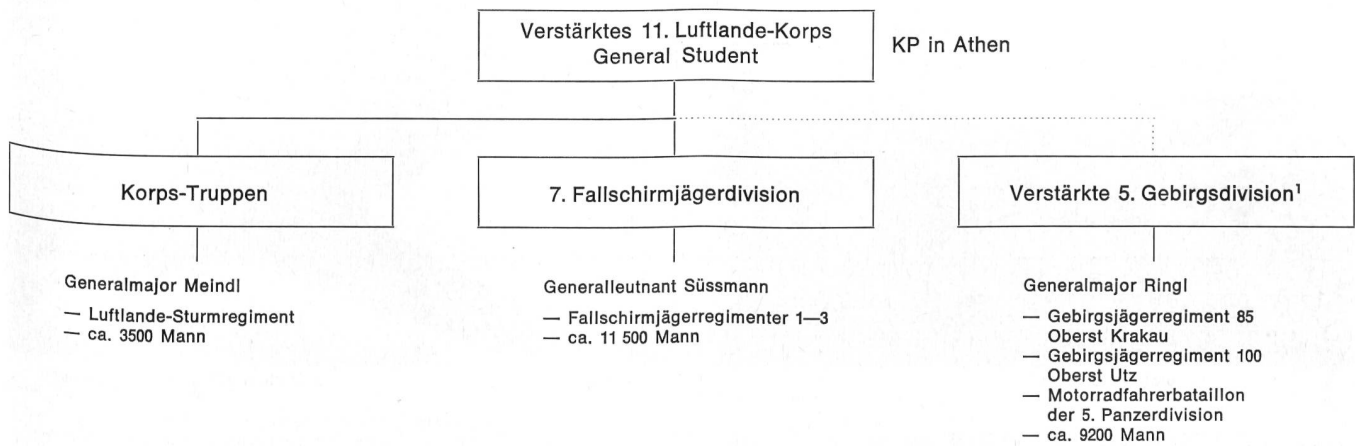 Verstärktes 11. Luftlande-Korps
General Student
KP in Athen
Korps-Truppen
7. Fallschirmjägerdivision
Verstärkte 5. Gebirgsdivision¹
Generalmajor Meindl
— Luftlande-Sturmregiment
— ca. 3500 Mann
Generalleutnant Süssmann
— Fallschirmjägerregimenter 1—3
— ca. 11 500 Mann
Generalmajor Ringl
— Gebirgsjägerregiment 85
Oberst Krakau
— Gebirgsjägerregiment 100
Oberst Utz
— Motorradfahrerbataillon
der 5. Panzerdivision
— ca. 9200 Mann